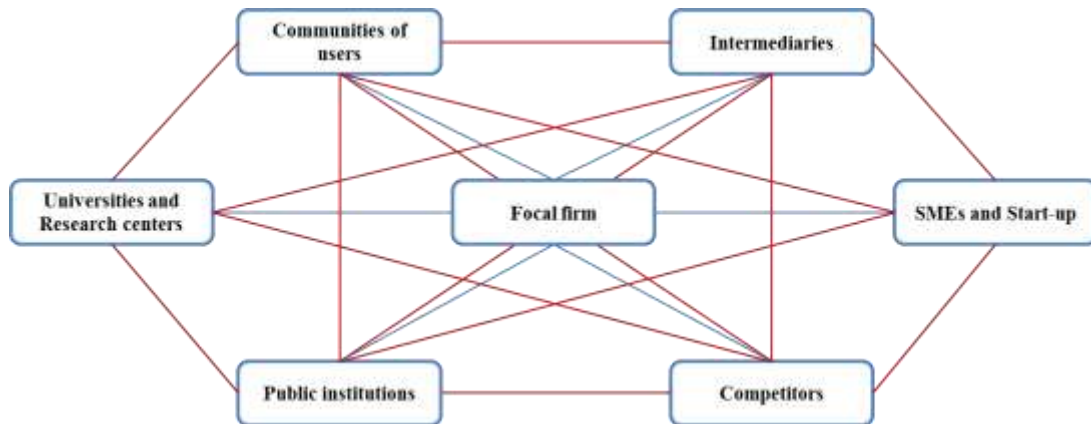 Communities of
users
Intermediaries
Universities and
Research centers
Focal firm
SMEs and Start-up
Public institutions
Competitors